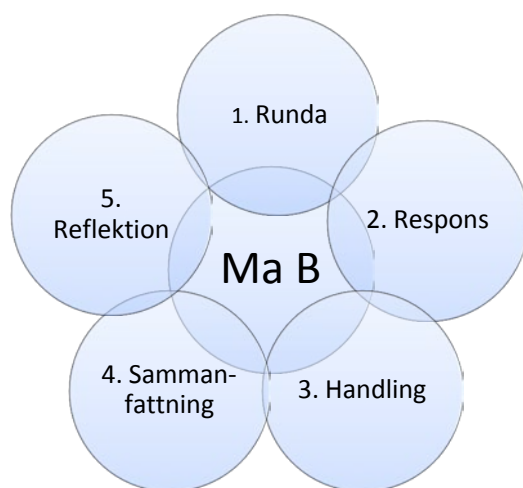 1. Runda
2. Respons
3. Handling
4. Samman-
fattning
5.
Reflektion
Ma B